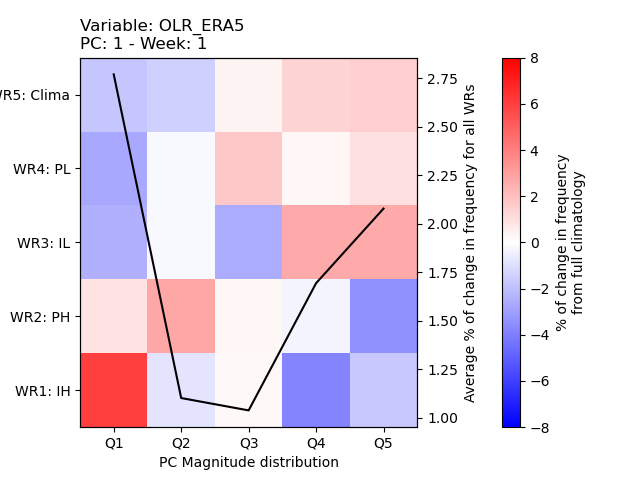 Variable: OLR_ERA5
PC: 1 - Week: 1
WR5: Clima
WR4: PL
WR3: IL
WR2: PH
WR1: IH
Q1 Q2 Q3 Q4 Q5
PC Magnitude distribution
2.75
2.50
2.25
2.00
1.75
1.50
1.25
1.00
Average % of change in frequency for all WRs
8
6
4
2
0
−2
−4
−6
−8
% of change in frequency
from full climatology